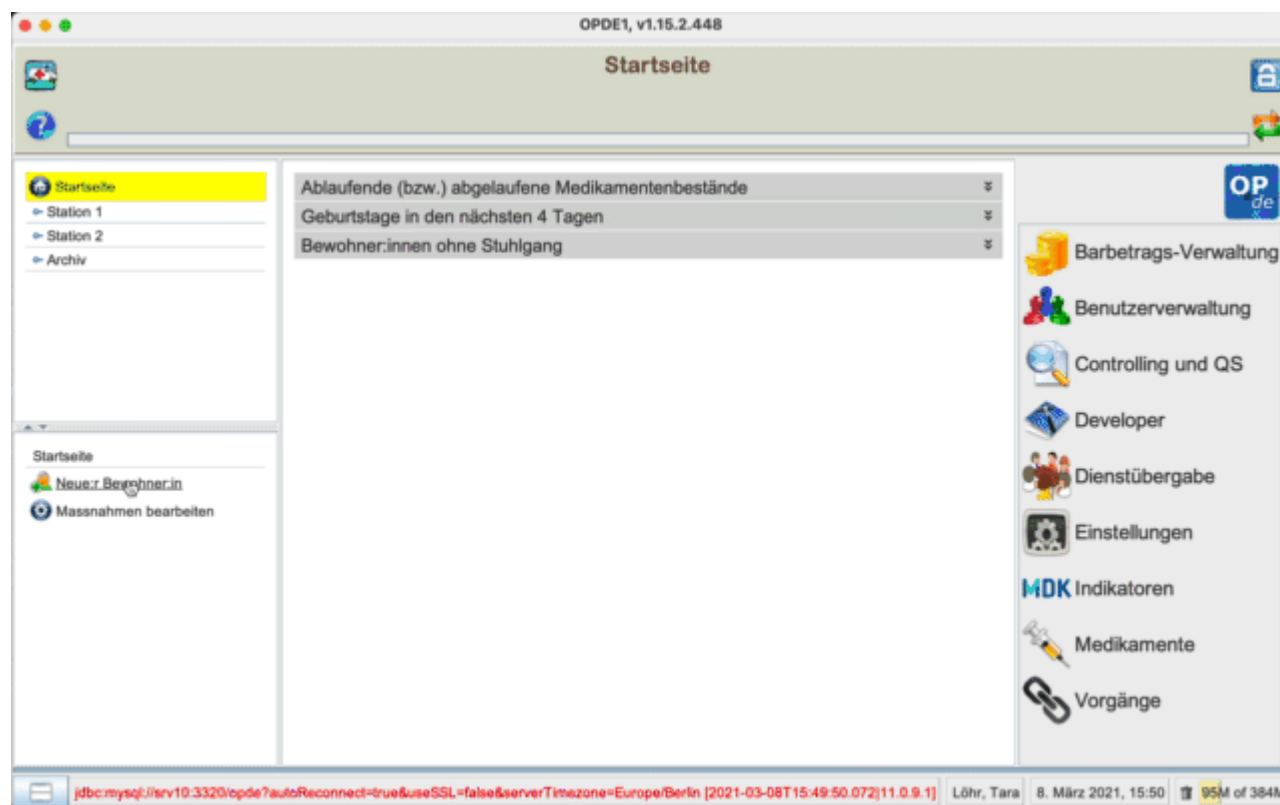 OPDE1, v1.15.2.448
Startseite
Startseite
Station 1
Station 2
Archiv
Ablaufende (bzw.) abgelaufene Medikamentenbestände
Geburtstage in den nächsten 4 Tagen
Bewohner:innen ohne Stuhlgang
OP
de
Barbetrags-Verwaltung
Benutzerverwaltung
Controlling und QS
Developer
Dienstübergabe
Einstellungen
MDK Indikatoren
Medikamente
Vorgänge
Startseite
Neue:r Bewohner:in
Massnahmen bearbeiten
jdbc:mysql://srv10:3320/opde?autoReconnect=true&useSSL=false&serverTimezone=Europe/Berlin [2021-03-08T15:49:50.072|11.0.9.1]
Löhr, Tara
8. März 2021, 15:50
95M of 384M